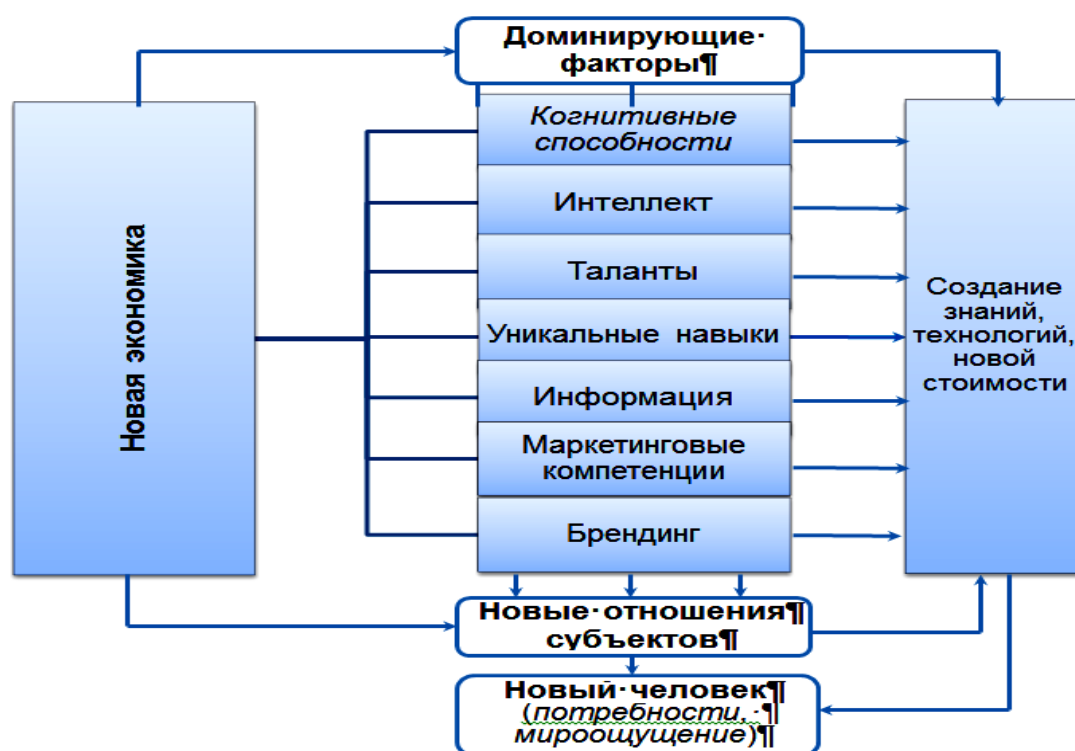 Доминирующие·
факторы¶
Новая экономика
Когнитивные
способности
Интеллект
Таланты
Уникальные навыки
Информация
Маркетинговые
компетенции
Брендинг
Создание
знаний,
технологий,
новой
стоимости
Новые·отношения¶
субъектов¶
Новый·человек¶
(потребности,·¶
мироощущение)¶